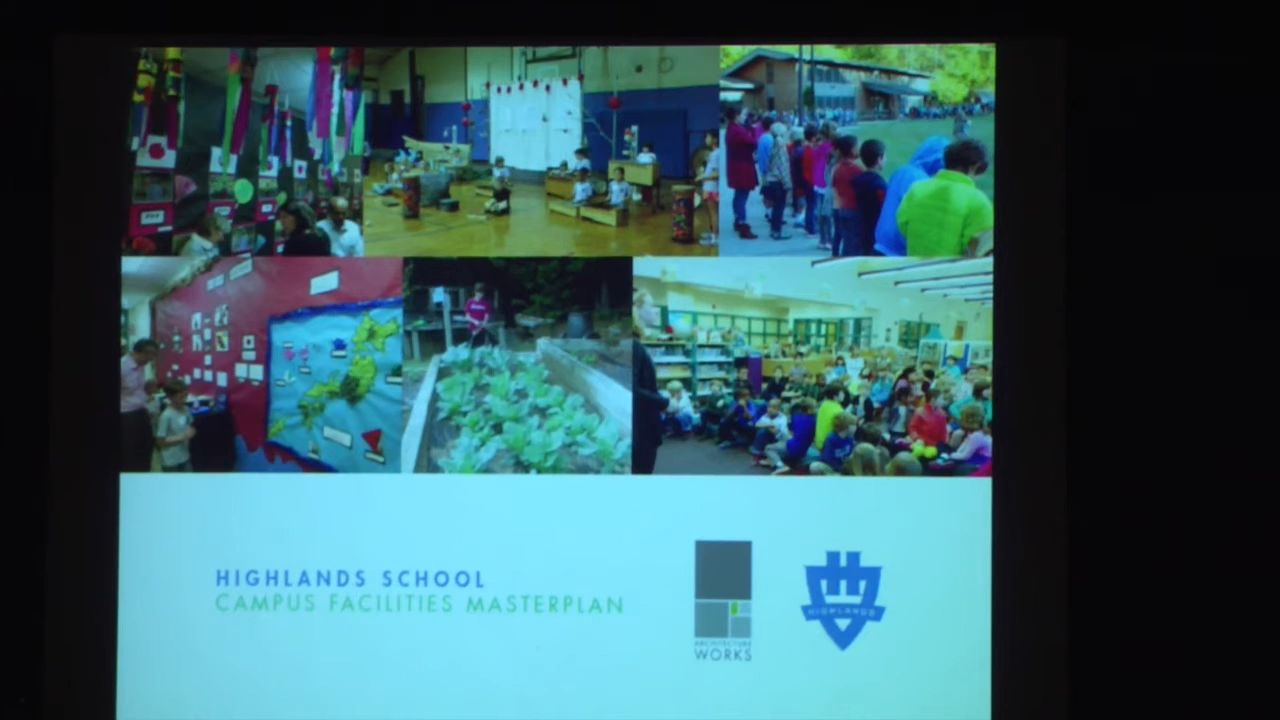 HIGHLANDS SCHOOL
CAMPUS FACILITIES MASTERPLAN
ARCHITECTURE
WORKS
H
HIGHLANDS